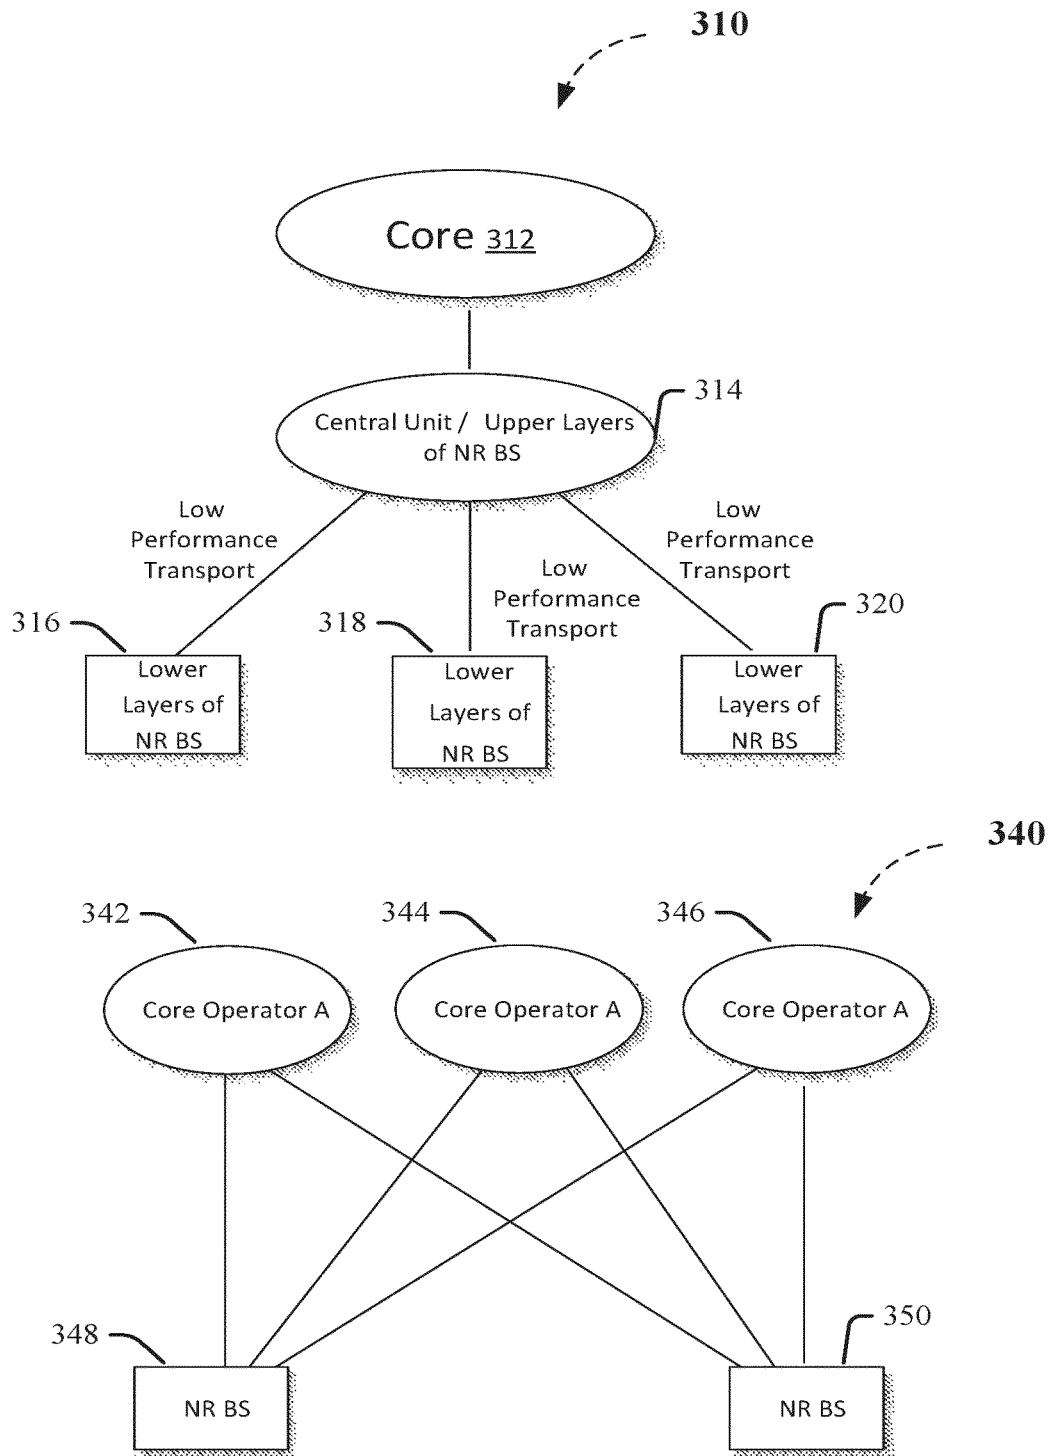 310
Core 312
314
Central Unit / Upper Layers
of NR BS
Low
Performance
Transport
Low
Performance
Transport
Low
Performance
Transport
316
318
320
Lower
Layers of
NR BS
Lower
Layers of
NR BS
Lower
Layers of
NR BS
340
342
344
346
Core Operator A
Core Operator A
Core Operator A
348
350
NR BS
NR BS